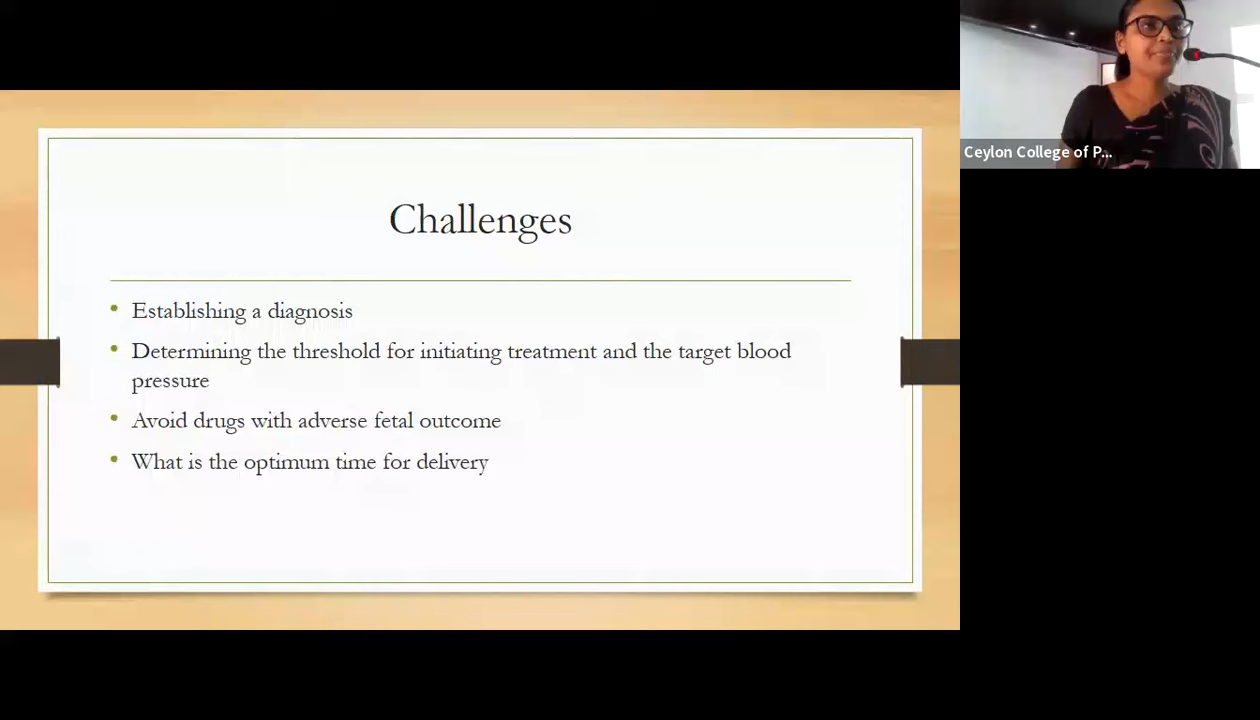 Challenges
• Establishing a diagnosis
• Determining the threshold for initiating treatment and the target blood
pressure
• Avoid drugs with adverse fetal outcome
• What is the optimum time for delivery
Ceylon College of P...